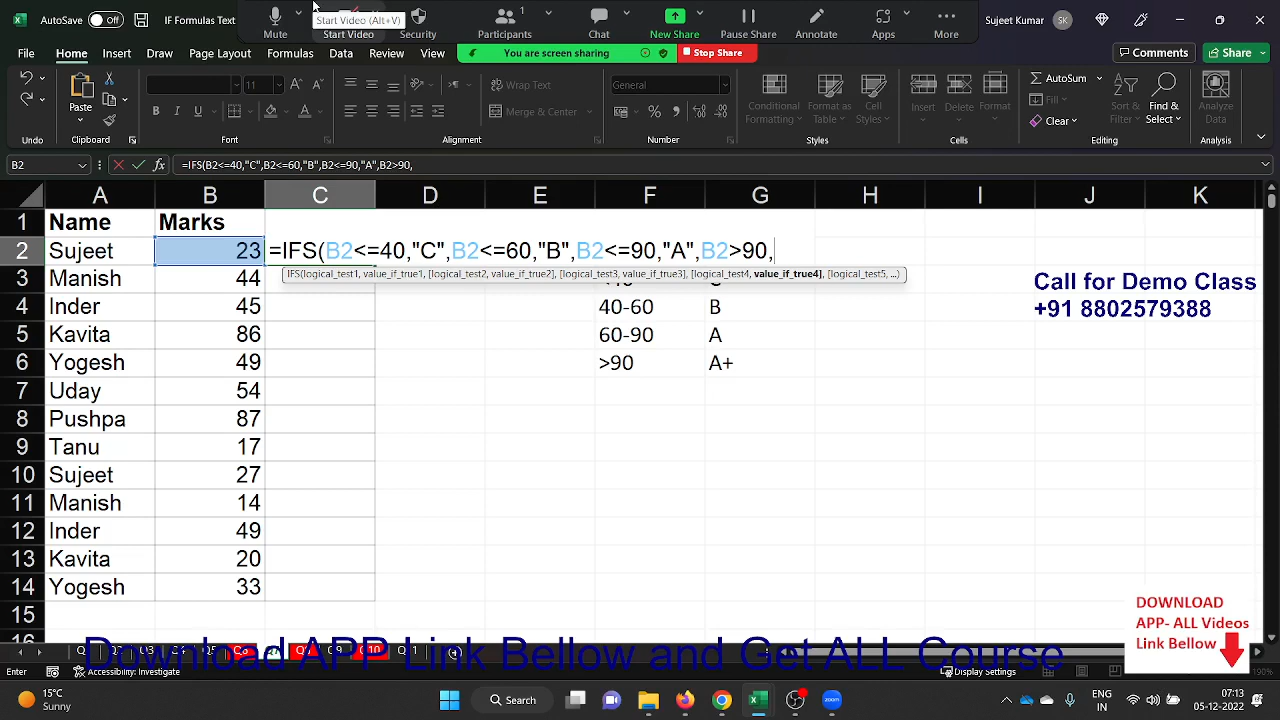 AutoSave Off
IF Formulas Text
Start Video (Alt+V)
1
Sujeet Kumar
SK
Mute
Start Video
Security
Participants
Chat
New Share
Pause Share
Annotate
Apps
More
File
Home
Insert
Draw
Page Layout
Formulas
Data
Review
View
You are screen sharing
Stop Share
Comments
Share
11
General
Wrap Text
Merge & Center
Paste
Conditional
Formatting
Format as
Table
Cell
Styles
Insert
Delete
Format
AutoSum
Fill
Clear
Sort &
Filter
Find &
Select
Analyze
Data
Undo
Clipboard
Font
Alignment
Number
Styles
Cells
Editing
Analysis
B2
=IFS(B2<=40,"C",B2<=60,"B",B2<=90,"A",B2>90,
A B C D E F G H I J K
1 Name Marks
2 Sujeet 23 =IFS(B2<=40,"C",B2<=60,"B",B2<=90,"A",B2>90,
IFS(logical_test1, value_if_true1, [logical_test2, value_if_true2], [logical_test3, value_if_true3], [logical_test4, value_if_true4], [logical_test5, ...)
3 Manish 44
4 Inder 45 40-60 B
5 Kavita 86 60-90 A
6 Yogesh 49 >90 A+
7 Uday 54
8 Pushpa 87
9 Tanu 17
10 Sujeet 27
11 Manish 14
12 Inder 49
13 Kavita 20
14 Yogesh 33
15
16
Call for Demo Class
+91 8802579388
DOWNLOAD
APP- ALL Videos
Link Bellow
Download APP Link Bellow and Get ALL Course
Enter
Accessibility: Investigate
Display Settings
190%
15°C
Sunny
Search
zoom
ENG
IN
07:13
05-12-2022